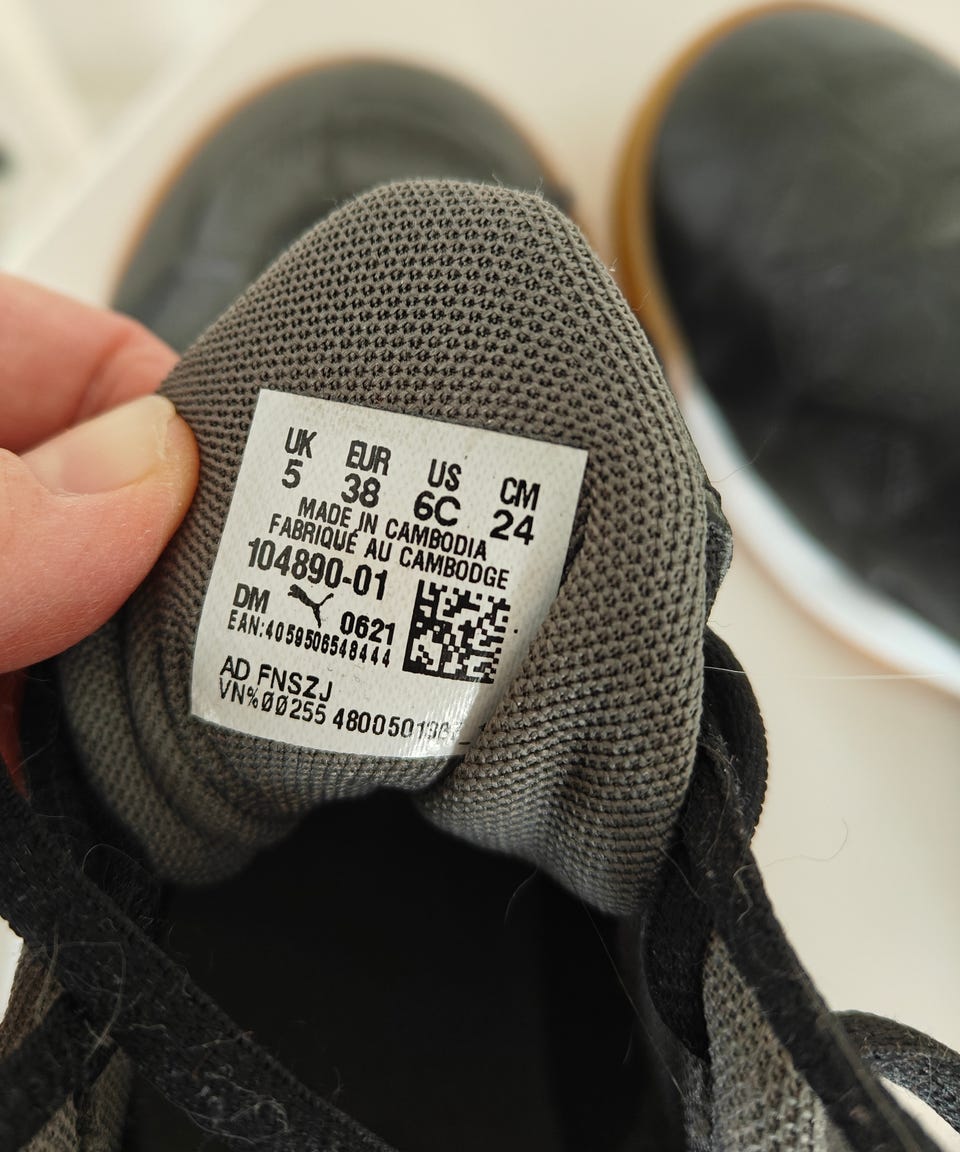 UK EUR US CM
5 38 6C 24
MADE IN CAMBODIA
FABRIQUÉ AU CAMBODGE
104890-01
DM 0621
EAN:4059506548444
AD FNSZJ
VN%ØØ255